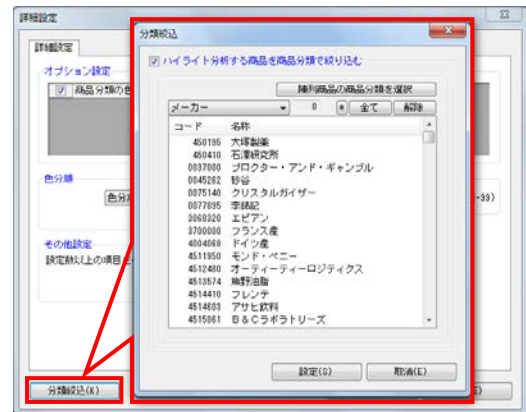 詳細設定
詳細設定
オプション設定
商品分類の色
色分順
色分
-99)
その他設定
設定数以上の項目
分類絞込(K)
E)
分類絞込
ハイライト分析する商品を商品分類で絞り込む
陳列商品の商品分類を選択
メーカー 0 * 全て 解除
コード 名称
450195 大塚製薬
450410 石澤研究所
0037000 プロクター・アンド・ギャンブル
0045262 砂谷
0075140 クリスタルガイザー
0077895 李錦記
3068320 エビアン
3700000 フランス産
4004068 ドイツ産
4511950 モンド・ペニー
4512480 オーティーティーロジティクス
4513574 熊野油脂
4514410 フレンテ
4514603 アサヒ飲料
4515061 B&Cラボラトリーズ
設定(S) 取消(E)